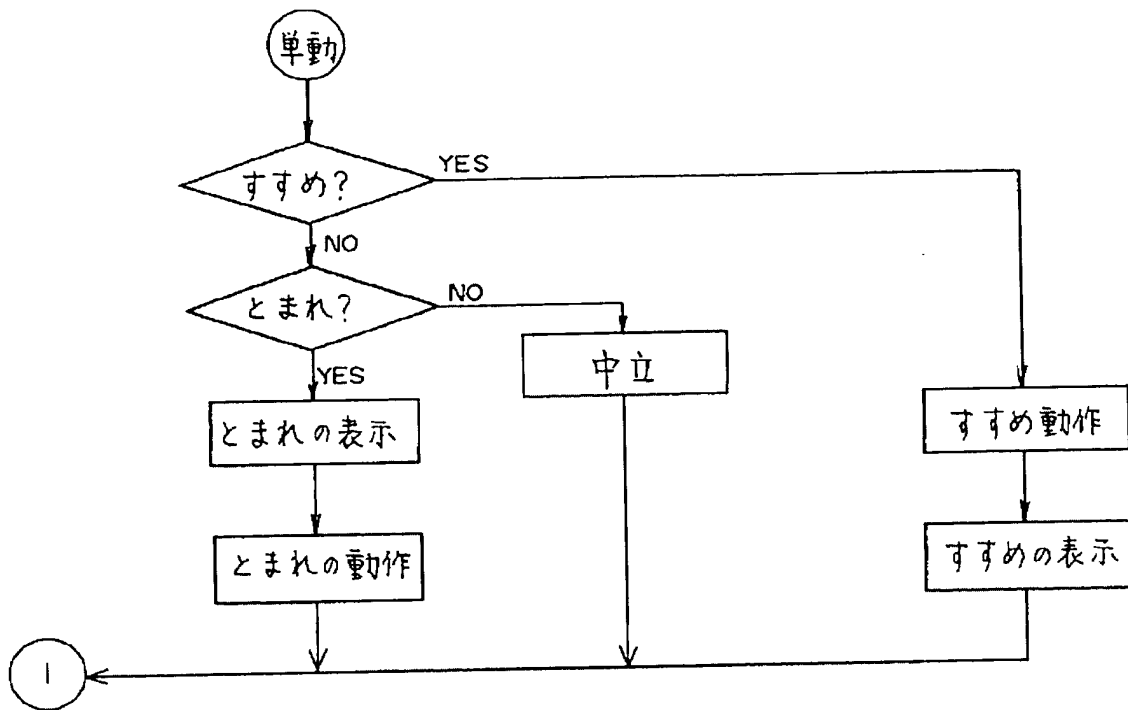 単動
すすめ?
YES
NO
とまれ?
NO
YES
中立
とまれの表示
すすめ動作
とまれの動作
すすめの表示
1